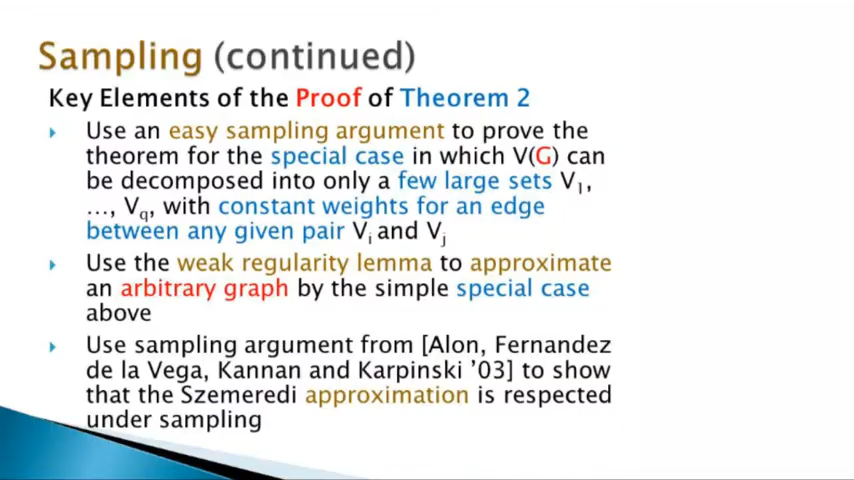 Sampling (continued)
Key Elements of the Proof of Theorem 2
Use an easy sampling argument to prove the
theorem for the special case in which V(G) can
be decomposed into only a few large sets V₁,
…, Vq, with constant weights for an edge
between any given pair Vi and Vj
Use the weak regularity lemma to approximate
an arbitrary graph by the simple special case
above
Use sampling argument from [Alon, Fernandez
de la Vega, Kannan and Karpinski ’03] to show
that the Szemeredi approximation is respected
under sampling